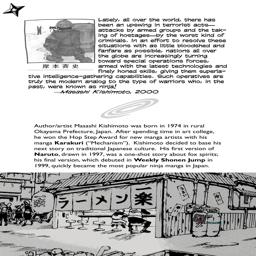 Lately, all over the world, there has
been an upswing in terrorist acts—
attacks by armed groups and the tak-
ing of hostages—by the worst kind of
criminals. In an effort to resolve these
situations with as little bloodshed and
fanfare as possible, nations all over
the globe are increasingly turning
toward special operations forces,
armed with the latest technologies and
finely honed skills, giving them superla-
tive intelligence-gathering capabilities. Such operatives are
truly the modern analog to the type of warriors who, in the
past, were known as ninja!
—Masashi Kishimoto, 2000
岸本斉史
Author/artist Masashi Kishimoto was born in 1974 in rural
Okayama Prefecture, Japan. After spending time in art college,
he won the Hop Step Award for new manga artists with his
manga Karakuri ("Mechanism"). Kishimoto decided to base his
next story on traditional Japanese culture. His first version of
Naruto, drawn in 1997, was a one-shot story about fox spirits;
his final version, which debuted in Weekly Shonen Jump in
1999, quickly became the most popular ninja manga in Japan.
ラーメン楽